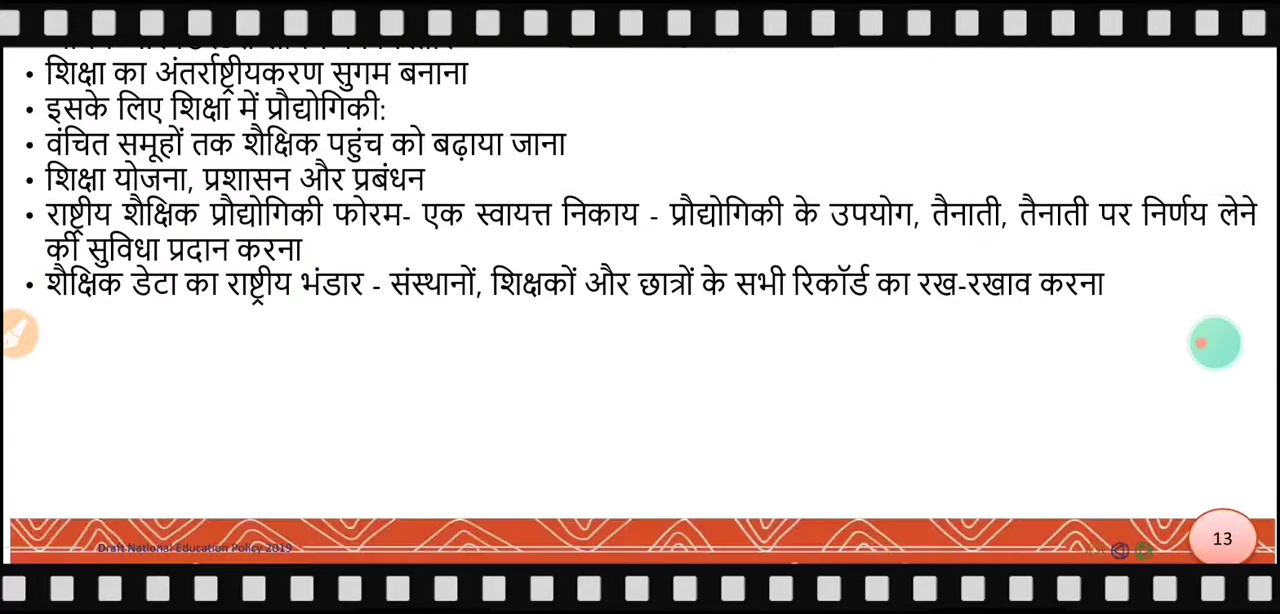 • शिक्षा का अंतर्राष्ट्रीयकरण सुगम बनाना
• इसके लिए शिक्षा में प्रौद्योगिकी:
• वंचित समूहों तक शैक्षिक पहुंच को बढ़ाया जाना
• शिक्षा योजना, प्रशासन और प्रबंधन
• राष्ट्रीय शैक्षिक प्रौद्योगिकी फोरम- एक स्वायत्त निकाय - प्रौद्योगिकी के उपयोग, तैनाती, तैनाती पर निर्णय लेने
की सुविधा प्रदान करना
• शैक्षिक डेटा का राष्ट्रीय भंडार - संस्थानों, शिक्षकों और छात्रों के सभी रिकॉर्ड का रख-रखाव करना
Draft National Education Policy 2019
13